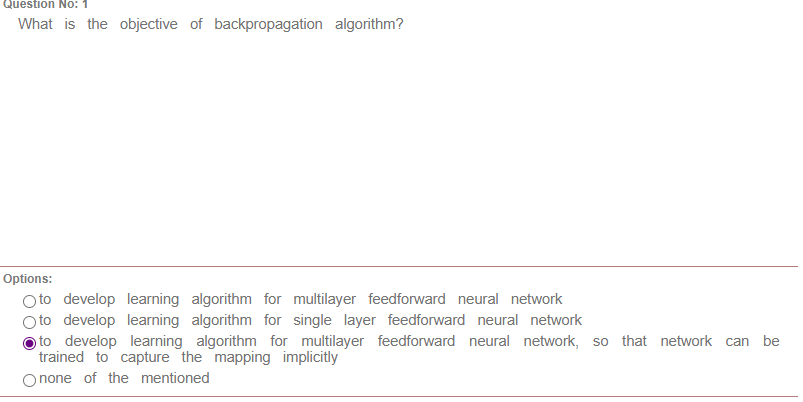 Question No: 1
What is the objective of backpropagation algorithm?
Options:
to develop learning algorithm for multilayer feedforward neural network
to develop learning algorithm for single layer feedforward neural network
to develop learning algorithm for multilayer feedforward neural network, so that network can be
trained to capture the mapping implicitly
none of the mentioned